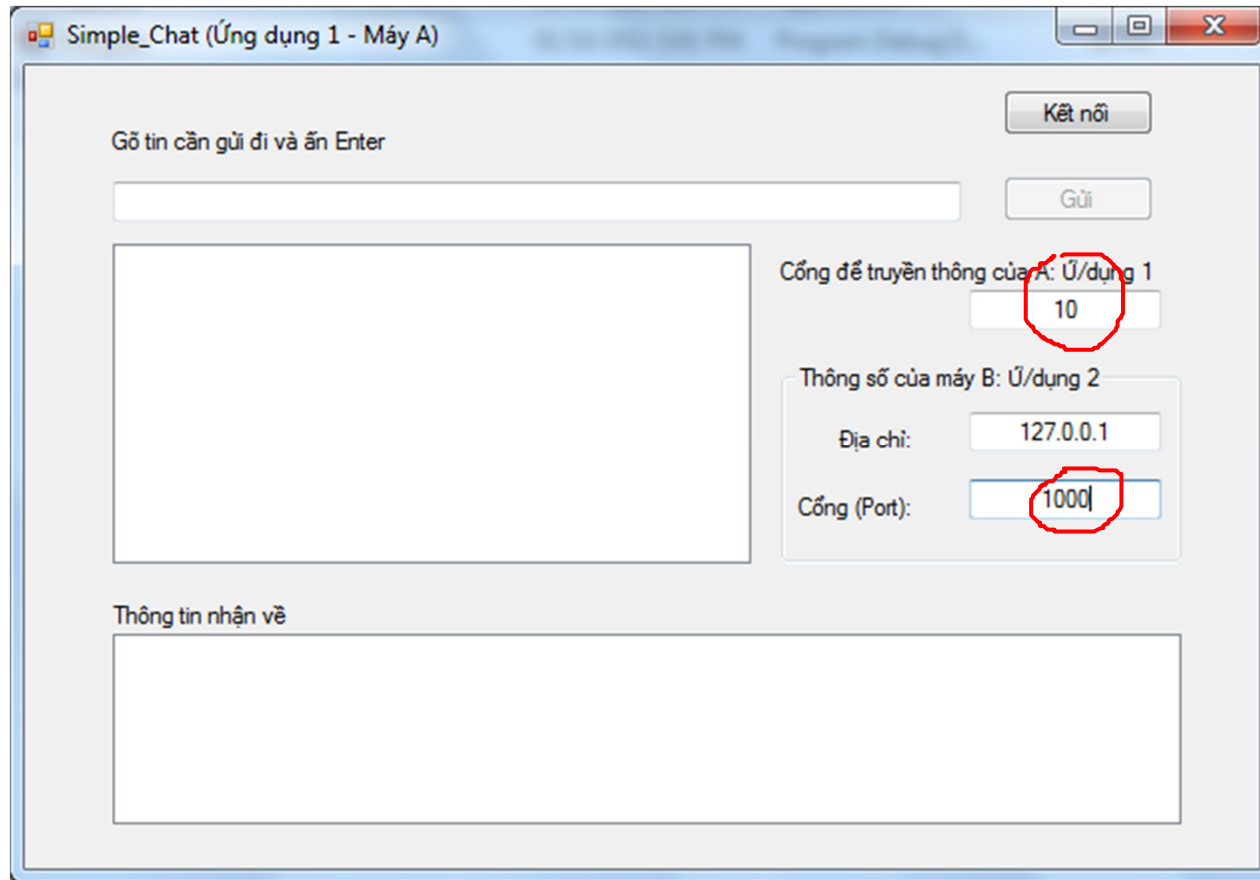 Simple_Chat (Ứng dụng 1 - Máy A)
Kết nối
Gõ tin cần gửi đi và ấn Enter
Gửi
Cổng để truyền thông của A: Ứ/dụng 1
10
Thông số của máy B: Ứ/dụng 2
Địa chỉ:
127.0.0.1
Cổng (Port):
1000
Thông tin nhận về